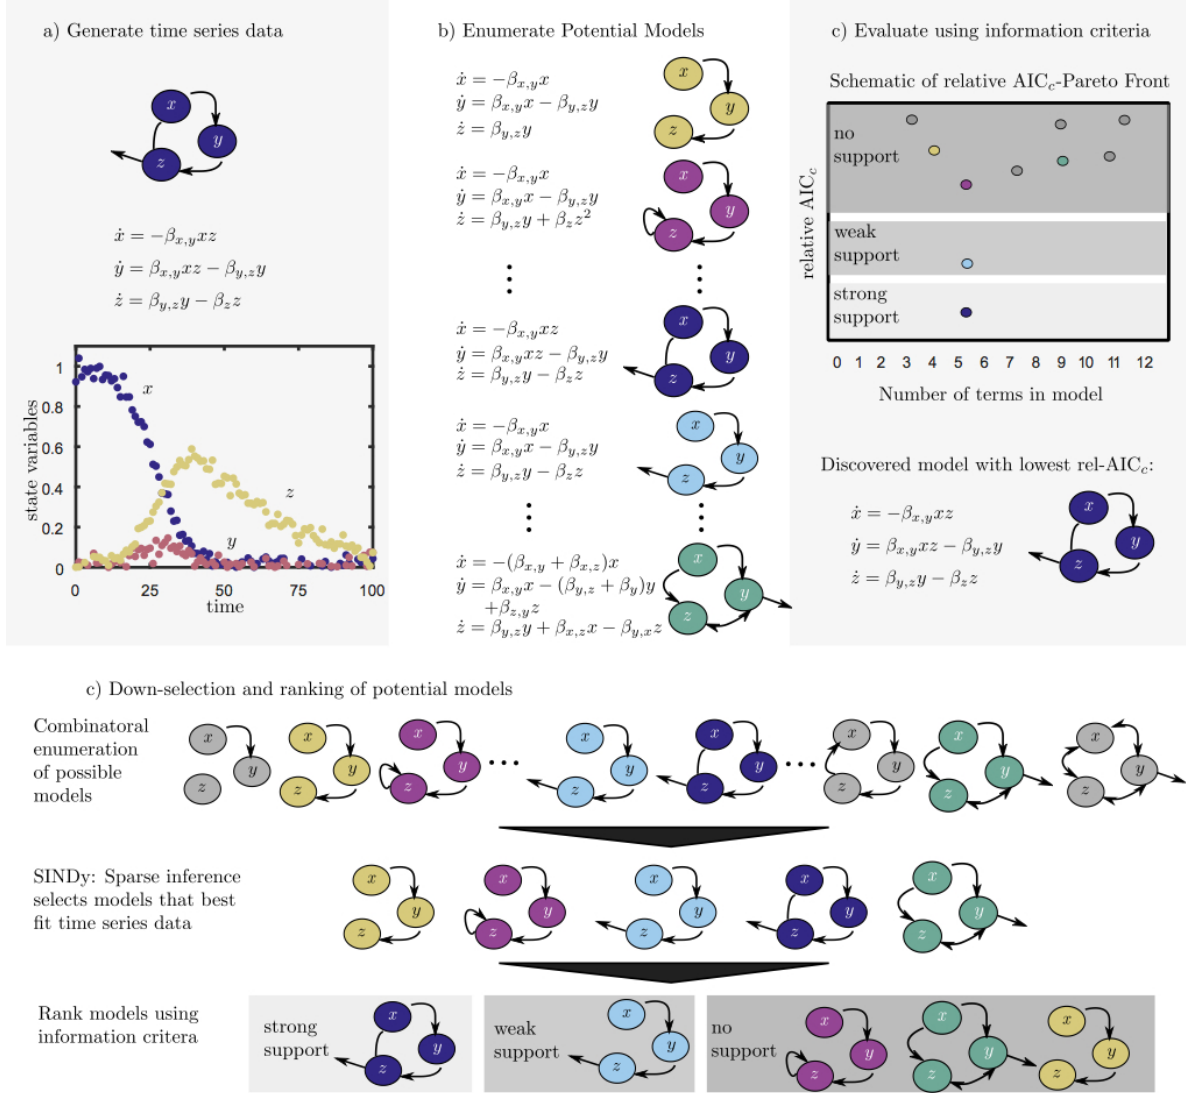 a) Generate time series data
x
y
z
ẋ = −β_{x,y}xz
ẏ = β_{x,y}xz − β_{y,z}y
ż = β_{y,z}y − β_z z
state variables
1
0.8
0.6
0.4
0.2
0
x
z
y
0 25 50 75 100
time
b) Enumerate Potential Models
ẋ = −β_{x,y}x
ẏ = β_{x,y}x − β_{y,z}y
ż = β_{y,z}y
x
y
z
ẋ = −β_{x,y}x
ẏ = β_{x,y}x − β_{y,z}y
ż = β_{y,z}y + β_z z²
x
y
z
ẋ = −β_{x,y}xz
ẏ = β_{x,y}xz − β_{y,z}y
ż = β_{y,z}y − β_z z
x
y
z
ẋ = −β_{x,y}x
ẏ = β_{x,y}x − β_{y,z}y
ż = β_{y,z}y − β_z z
x
y
z
ẋ = −(β_{x,y} + β_{x,z})x
ẏ = β_{x,y}x − (β_{y,z} + β_y)y
+β_{z,y}z
ż = β_{y,z}y + β_{x,z}x − β_{y,x}z
x
y
z
c) Evaluate using information criteria
Schematic of relative AIC_c-Pareto Front
relative AIC_c
no
support
weak
support
strong
support
0 1 2 3 4 5 6 7 8 9 10 11 12
Number of terms in model
Discovered model with lowest rel-AIC_c:
ẋ = −β_{x,y}xz
ẏ = β_{x,y}xz − β_{y,z}y
ż = β_{y,z}y − β_z z
x
y
z
c) Down-selection and ranking of potential models
Combinatoral
enumeration
of possible
models
x x x x x x x x
y y y y y y y y
z z z z z z z z
SINDy: Sparse inference
selects models that best
fit time series data
x x x x x
y y y y y
z z z z z
Rank models using
information critera
strong
support
x
y
z
weak
support
x
y
z
no
support
x x x
y y y
z z z